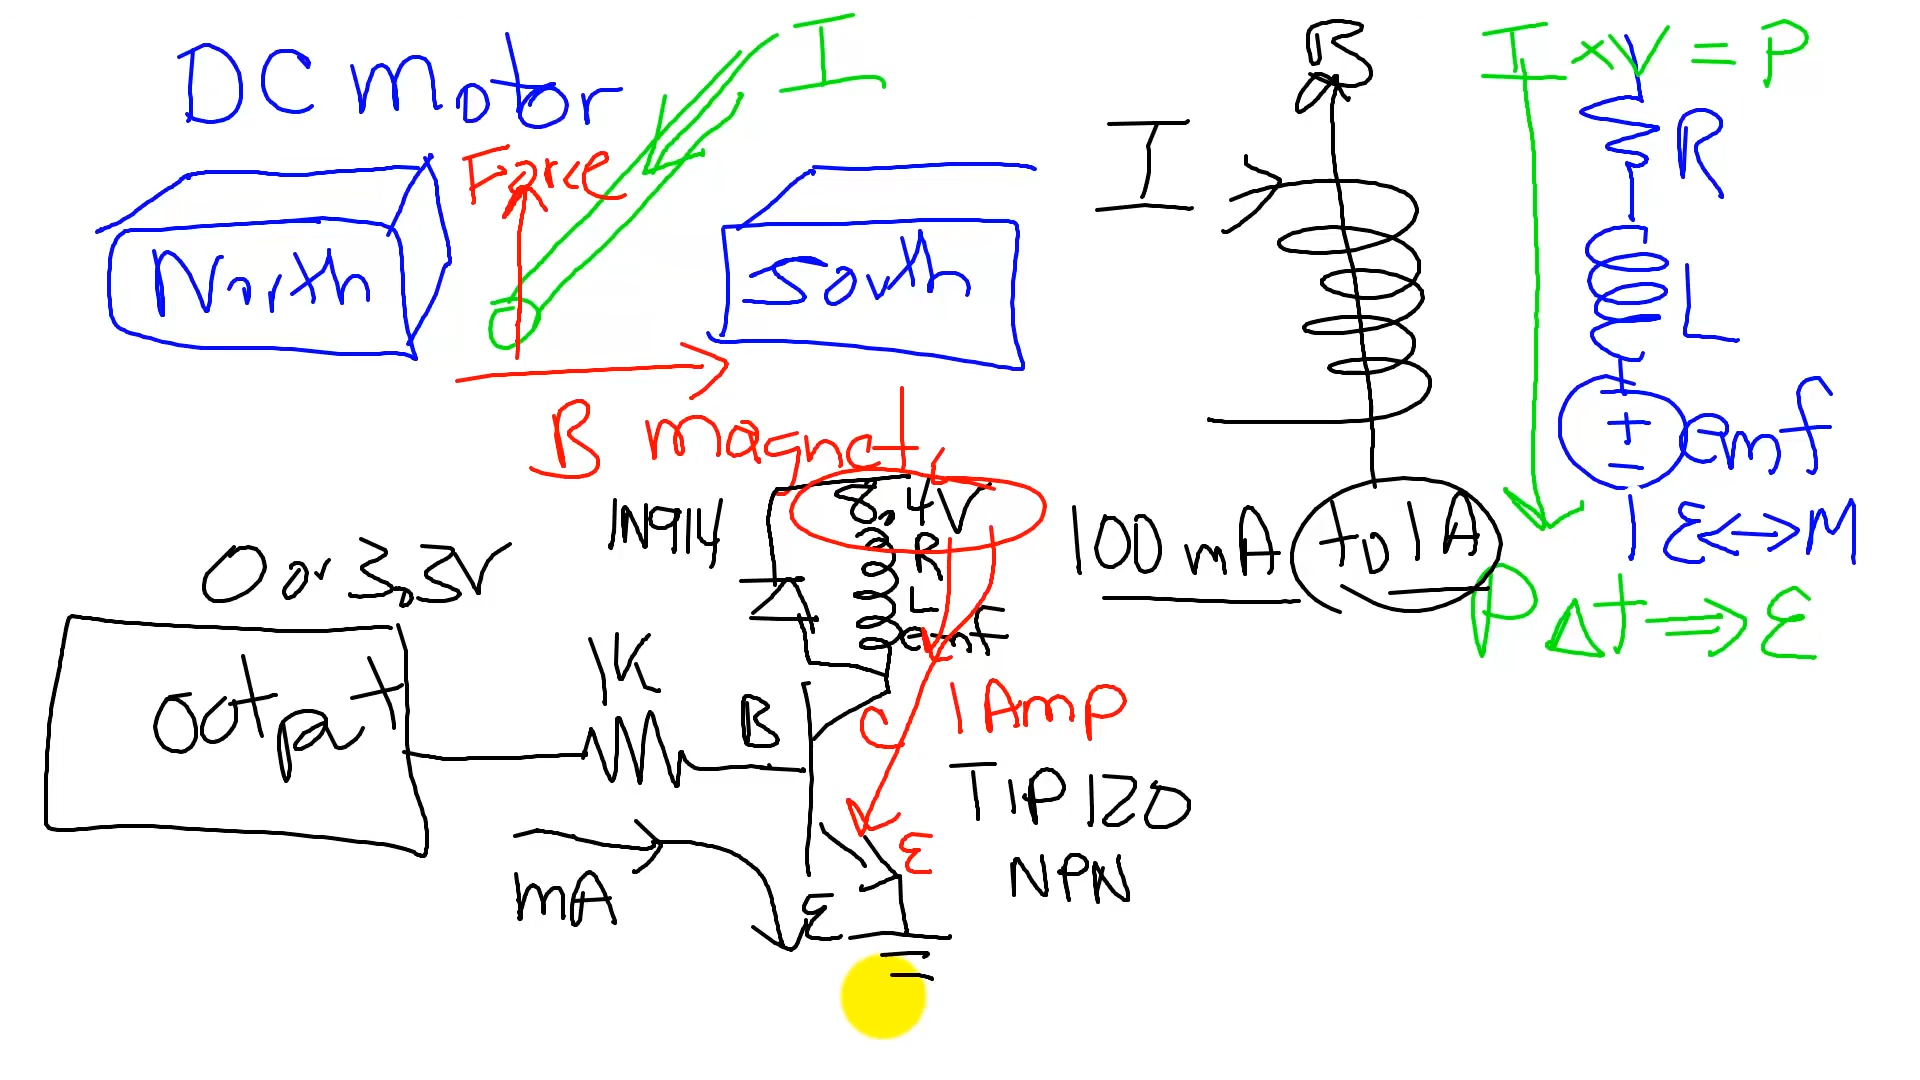 DC Motor
I
B
I x V = P
I
R
Force
North
South
L
B magnet
emf
8.4V
1N914
100 mA to 1A
ε <-> M
R
0 or 3.3V
L
P Δt => ε
emf
1K
output
B
C
1 Amp
TIP120
E
NPN
mA
E